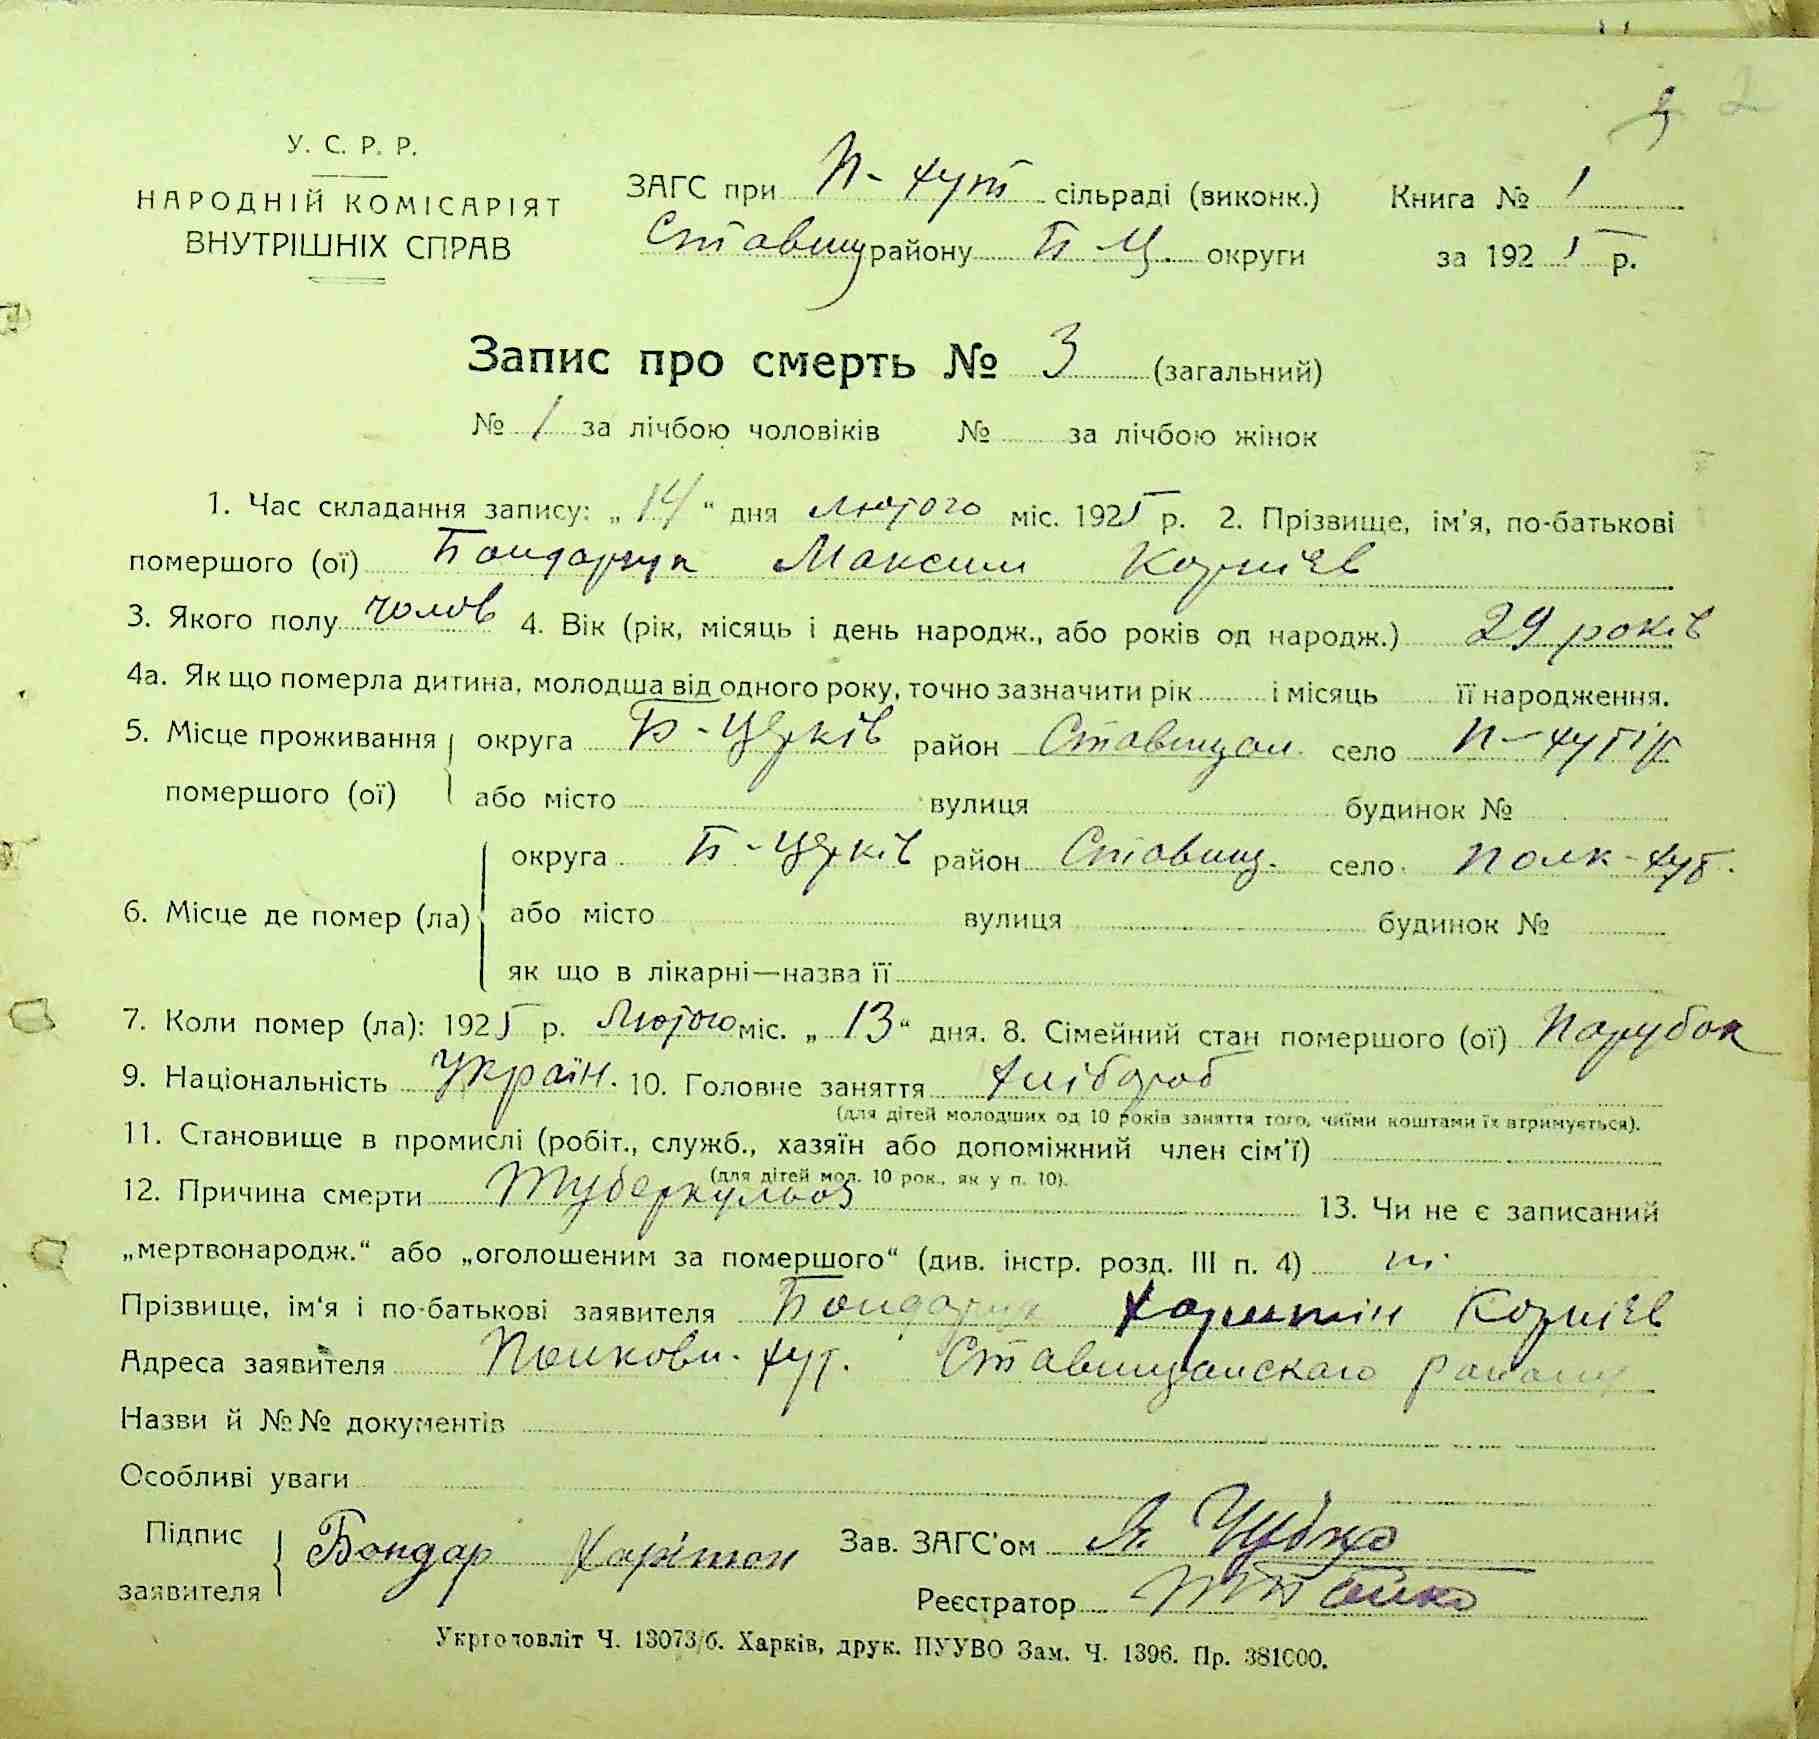 У. С. Р. Р.
НАРОДНІЙ КОМІСАРІЯТ
ВНУТРІШНІХ СПРАВ
ЗАГС при П- хут сільраді (виконк.) Книга № 1
Ставищ району Б-Ц. округи за 1925 р.
Запис про смерть № 3 (загальний)
№ 1 за лічбою чоловіків № за лічбою жінок
1. Час складання запису: „14“ дня лютого міс. 1925 р. 2. Прізвище, ім'я, по-батькові
помершого (ої) Бондарчук Максим Корнієв
3. Якого полу чолов 4. Вік (рік, місяць і день народж., або років од народж.) 29 років
4а. Як що померла дитина, молодша від одного року, точно зазначити рік і місяць її народження.
5. Місце проживання округа Б-Церків район Ставищан. село П-хутір
помершого (ої) або місто вулиця будинок №
округа Б-Церків район Ставищ. село Полк-хут.
6. Місце де помер (ла) або місто вулиця будинок №
як що в лікарні—назва її
7. Коли помер (ла): 1925 р. Лютого міс. „13“ дня. 8. Сімейний стан помершого (ої) Парубок
9. Національність Україн. 10. Головне заняття хлібороб
(для дітей молодших од 10 років заняття того, чиїми коштами їх втримується).
11. Становище в промислі (робіт., служб., хазяїн або допоміжний член сім'ї)
(для дітей мол. 10 рок., як у п. 10).
12. Причина смерти Туберкульоз 13. Чи не є записаний
„мертвонародж.“ або „оголошеним за помершого“ (див. інстр. розд. III п. 4) ні
Прізвище, ім'я і по-батькові заявителя Бондарчук Корнієв
Адреса заявителя Полкови. хут. Ставищанскаго району
Назви й №№ документів
Особливі уваги
Підпис
заявителя Бондар Харітон Зав. ЗАГС'ом
Реєстратор
Укрголовліт Ч. 13073/б. Харків, друк. ПУУВО Зам. Ч. 1396. Пр. 381000.